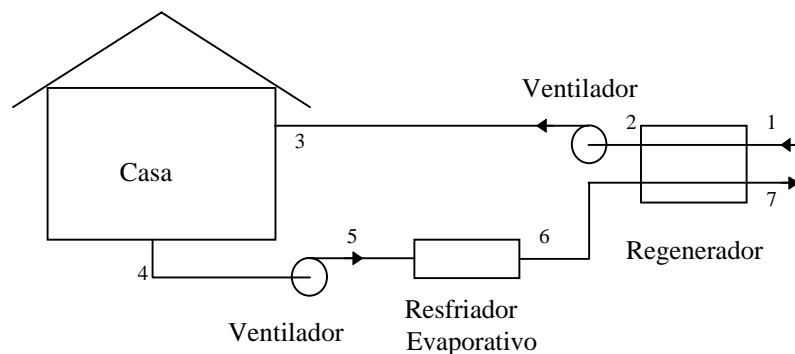 Ventilador
2
1
3
Casa
7
5
6
4
Regenerador
Resfriador
Evaporativo
Ventilador